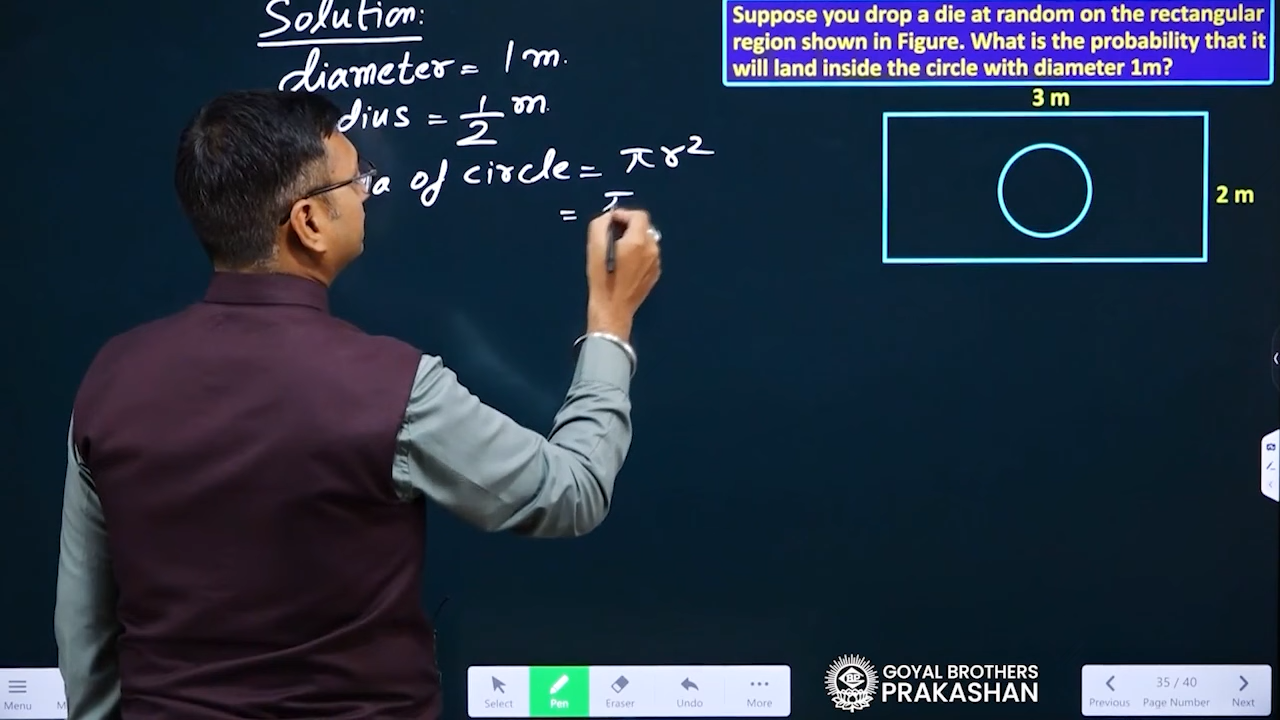 Solution:
diameter = 1m.
dius = 1/2 m.
a of circle = πr²
=
Suppose you drop a die at random on the rectangular
region shown in Figure. What is the probability that it
will land inside the circle with diameter 1m?
3 m
2 m
GOYAL BROTHERS
PRAKASHAN
Menu
Select
Pen
Eraser
Undo
More
35 / 40
Previous
Page Number
Next